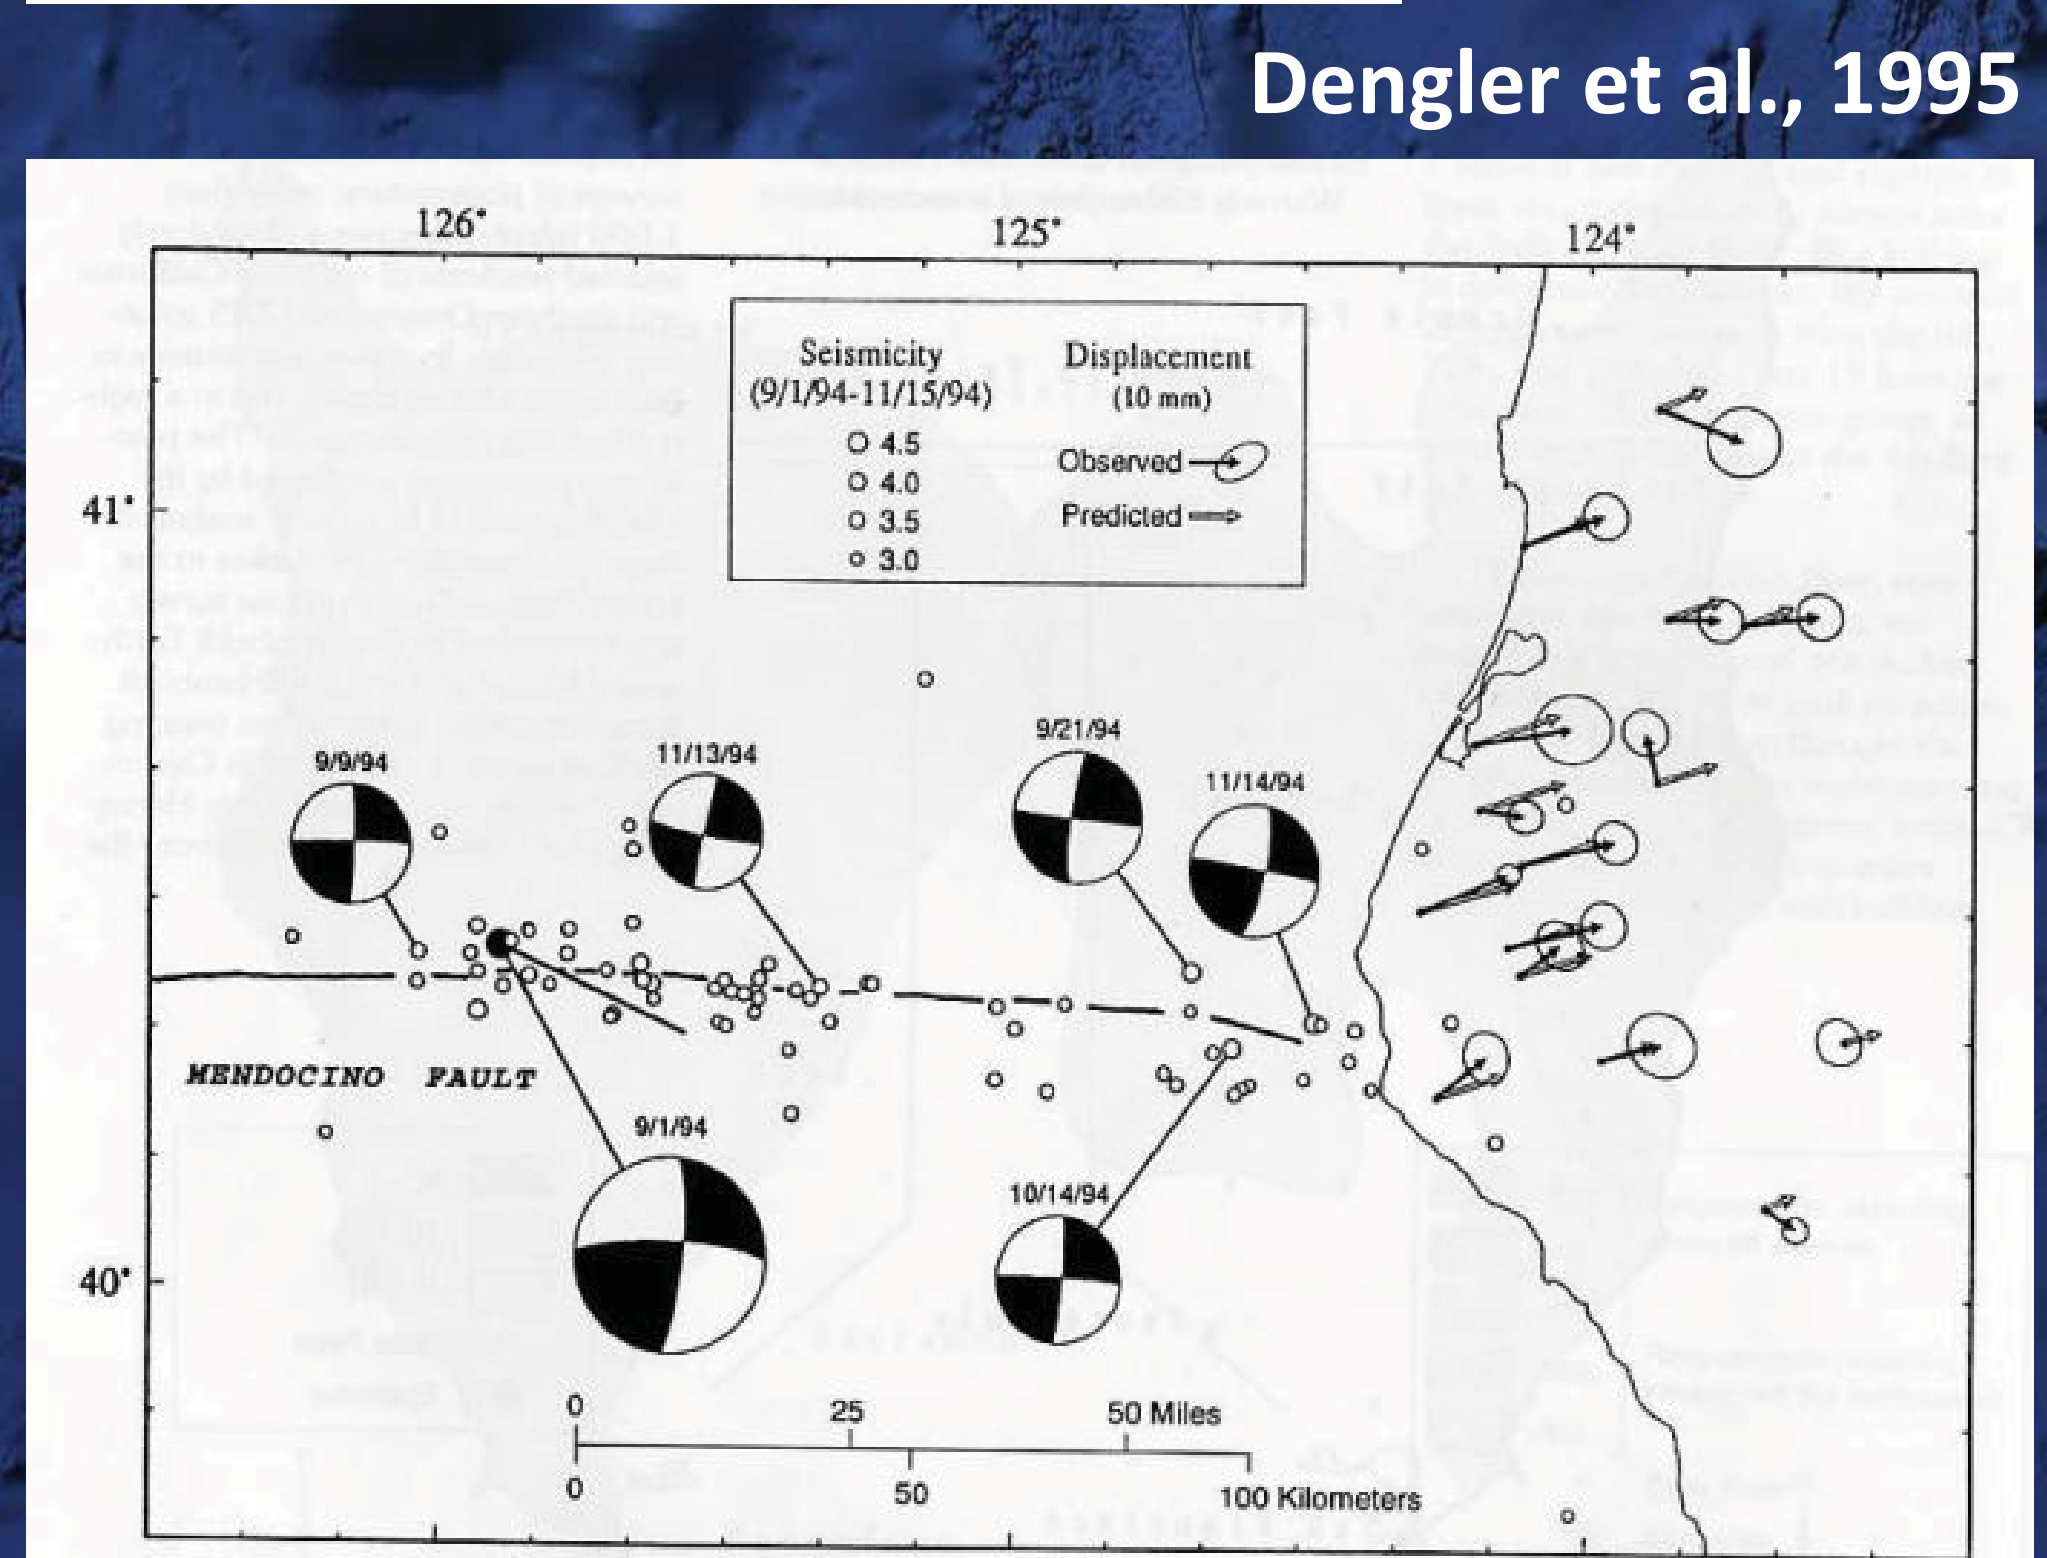 Dengler et al., 1995
126°
125°
124°
Seismicity
(9/1/94-11/15/94)
4.5
4.0
3.5
3.0
Displacement
(10 mm)
Observed
Predicted
41°
9/9/94
11/13/94
9/21/94
11/14/94
MENDOCINO FAULT
9/1/94
10/14/94
40°
0
25
50 Miles
0
50
100 Kilometers